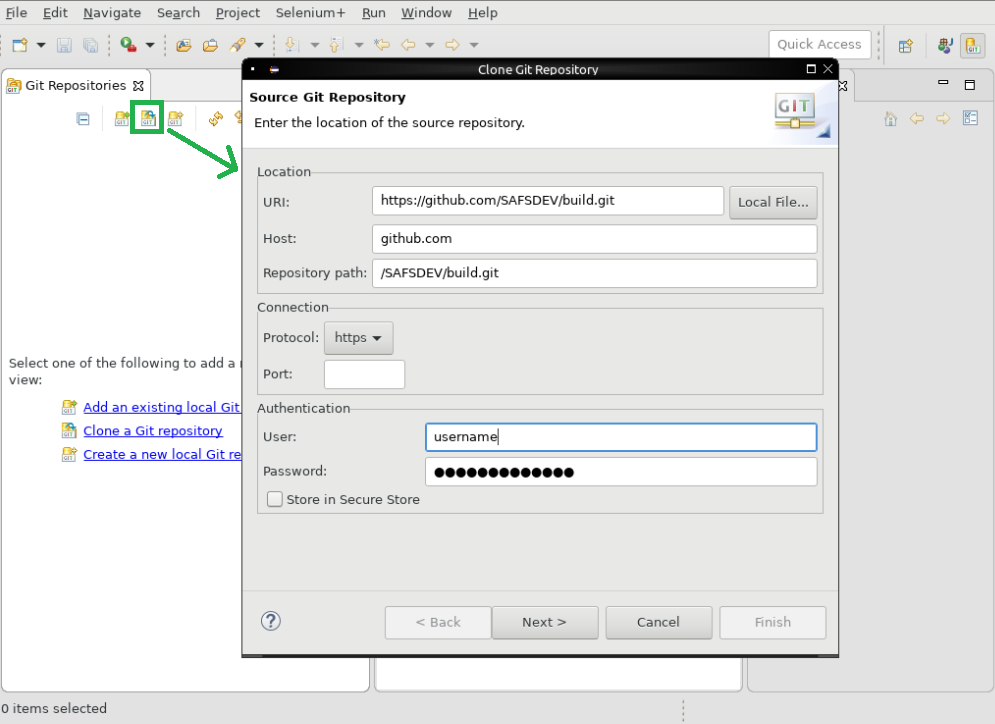 File Edit Navigate Search Project Selenium+ Run Window Help
Quick Access
Git Repositories
Clone Git Repository
Source Git Repository
Enter the location of the source repository.
GIT
Location
URI: https://github.com/SAFSDEV/build.git Local File...
Host: github.com
Repository path: /SAFSDEV/build.git
Connection
Protocol: https
Port:
Authentication
User: username
Password: ●●●●●●●●●●●●●
Store in Secure Store
Select one of the following to add a
view:
Add an existing local Git
Clone a Git repository
Create a new local Git re
? < Back Next > Cancel Finish
0 items selected